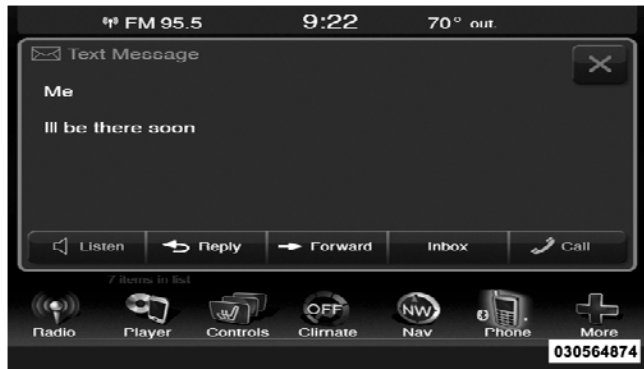 FM 95.5 9:22 70° out.
Text Message
Me
Ill be there soon
Listen Reply Forward Inbox Call
7 items in list
OFF NW
Radio Player Controls Climate Nav Phone More
030564874